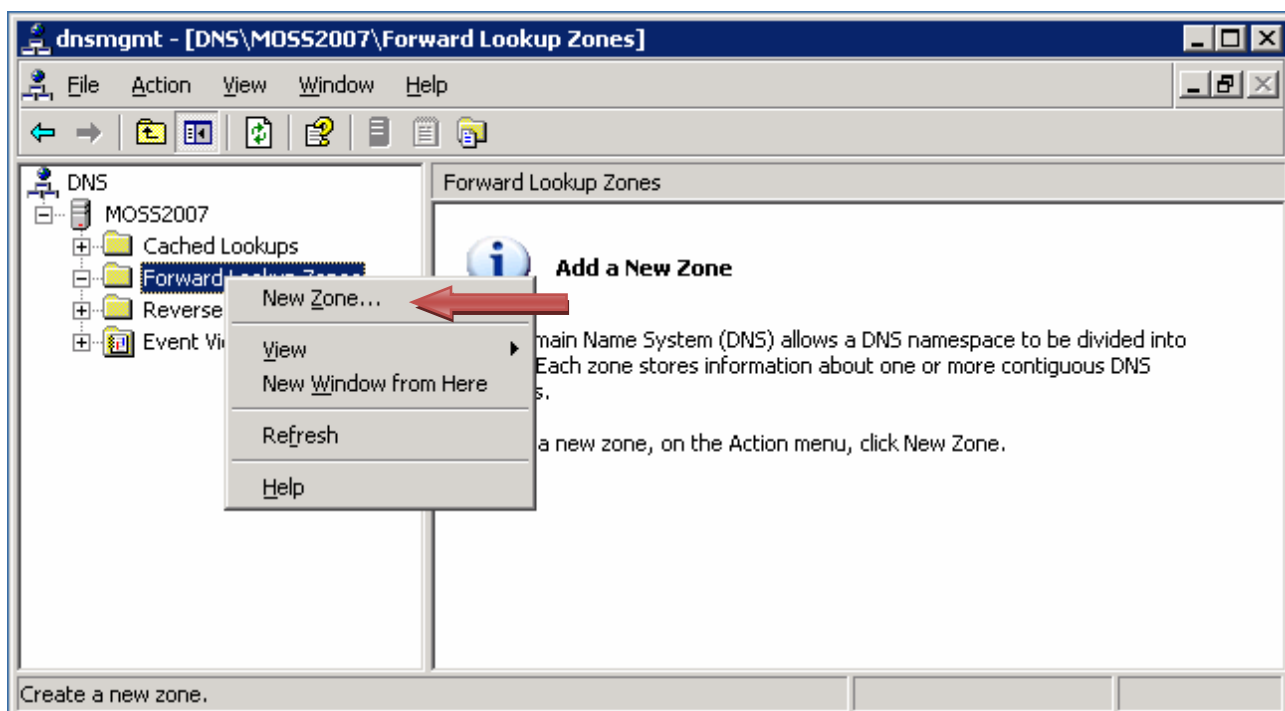 dnsmgmt - [DNS\MOSS2007\Forward Lookup Zones]
File Action View Window Help
DNS
MOSS2007
Cached Lookups
Forward Lookup Zones
Reverse
Event Vi
New Zone...
View
New Window from Here
Refresh
Help
Forward Lookup Zones
Add a New Zone
main Name System (DNS) allows a DNS namespace to be divided into
Each zone stores information about one or more contiguous DNS
s.
a new zone, on the Action menu, click New Zone.
Create a new zone.